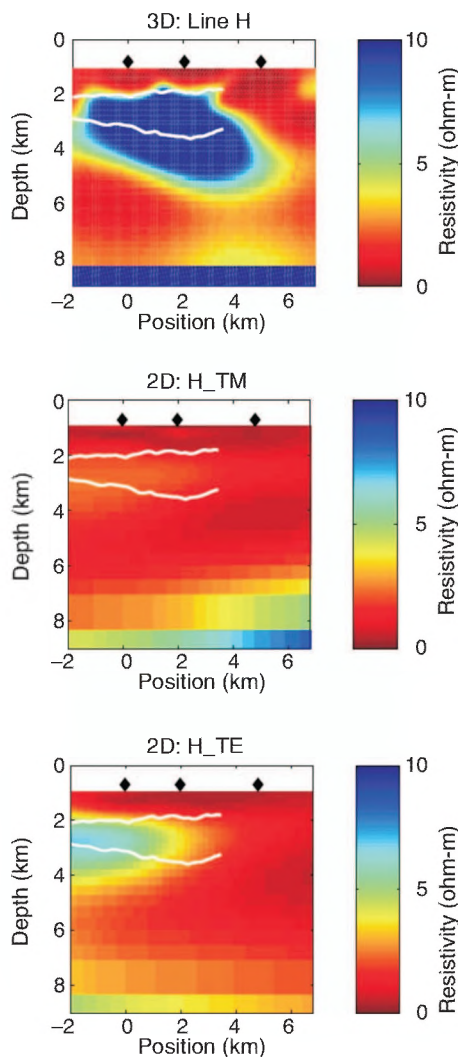 3D: Line H
0
2
4
6
8
Depth (km)
−2 0 2 4 6
Position (km)
10
5
0
Resistivity (ohm-m)
2D: H_TM
0
2
4
6
8
Depth (km)
−2 0 2 4 6
Position (km)
10
5
0
Resistivity (ohm-m)
2D: H_TE
0
2
4
6
8
Depth (km)
−2 0 2 4 6
Position (km)
10
5
0
Resistivity (ohm-m)